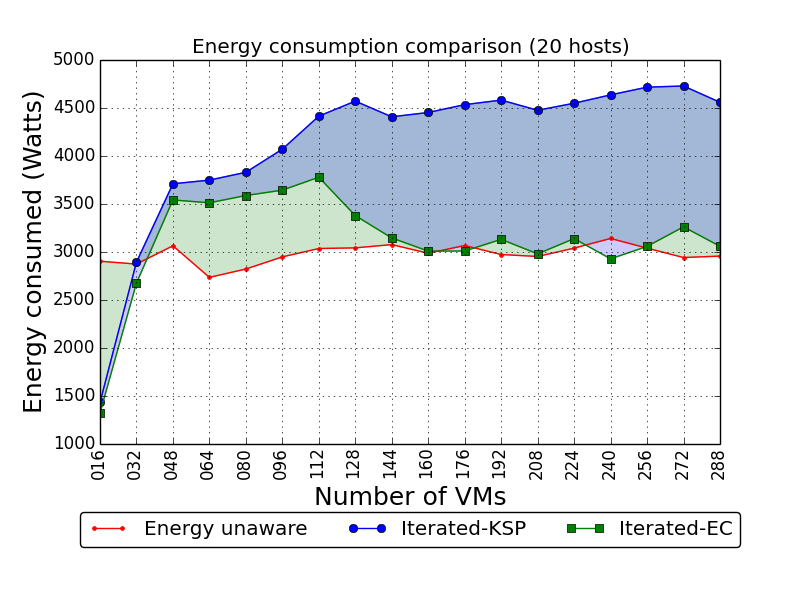 Energy consumption comparison (20 hosts)
Energy consumed (Watts)
5000
4500
4000
3500
3000
2500
2000
1500
1000
016 032 048 064 080 096 112 128 144 160 176 192 208 224 240 256 272 288
Number of VMs
Energy unaware Iterated-KSP Iterated-EC